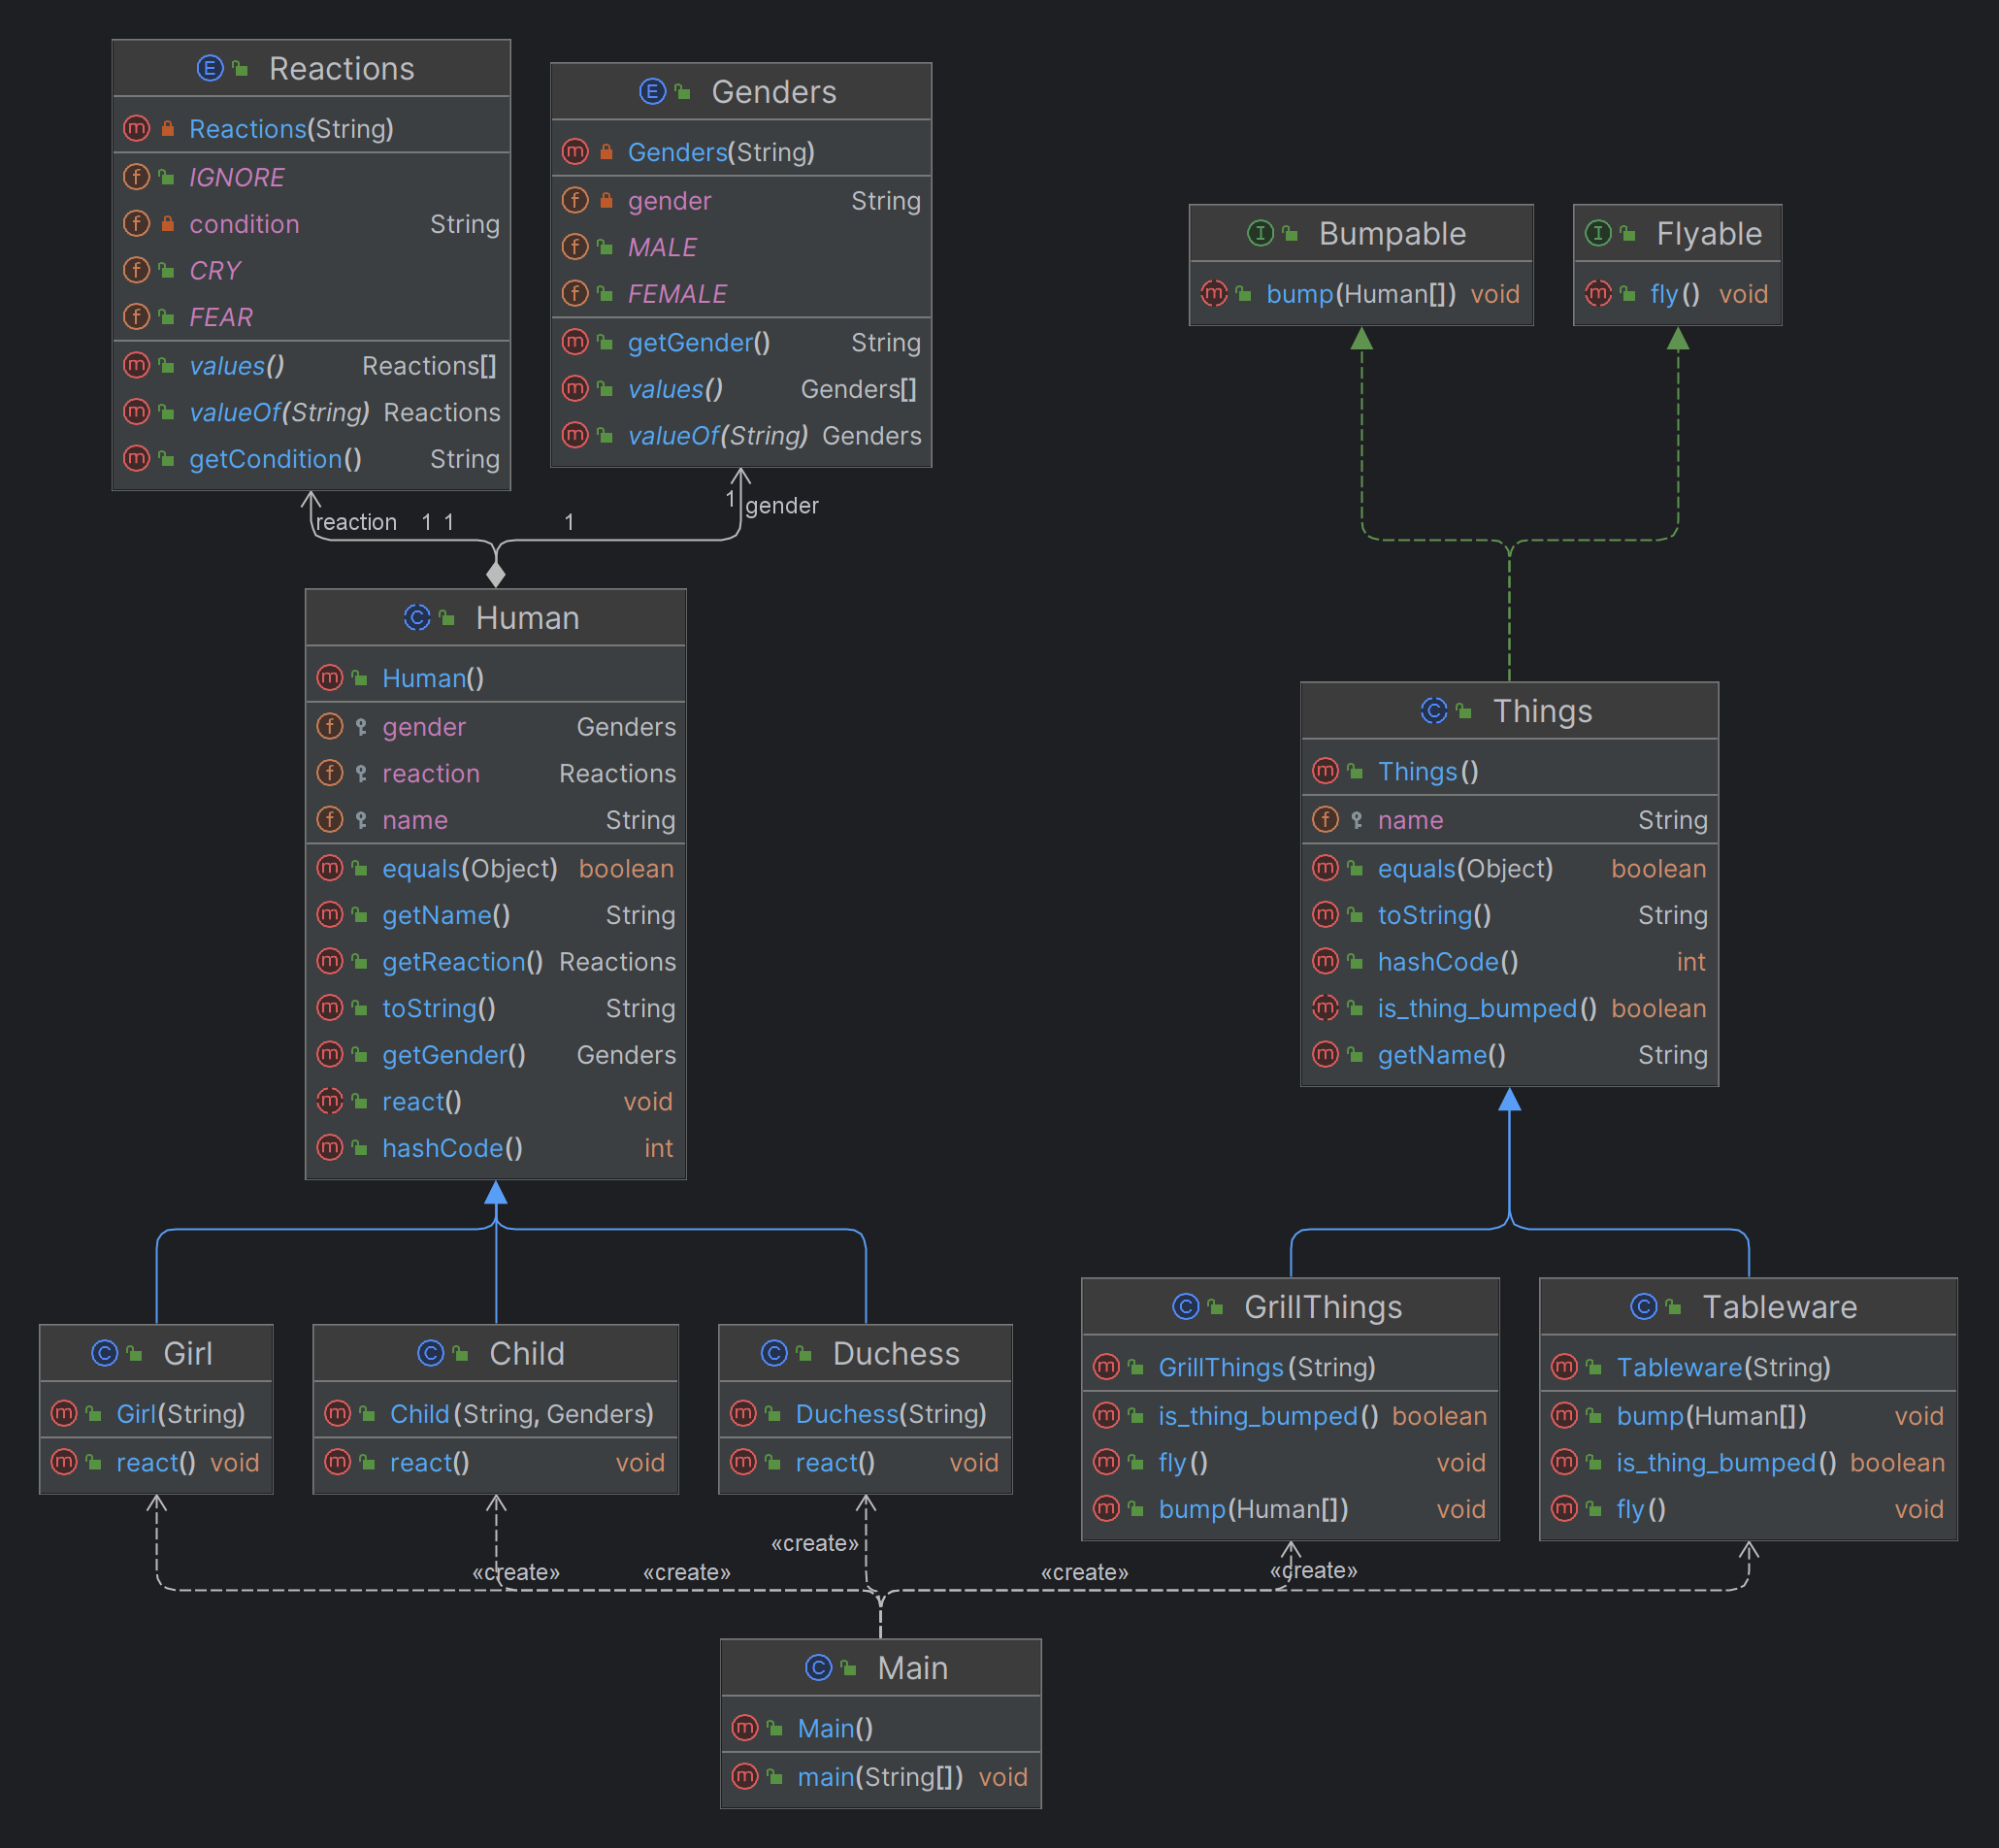 Reactions
Reactions(String)
IGNORE
condition String
CRY
FEAR
values() Reactions[]
valueOf(String) Reactions
getCondition() String
Genders
Genders(String)
gender String
MALE
FEMALE
getGender() String
values() Genders[]
valueOf(String) Genders
Bumpable
bump(Human[]) void
Flyable
fly() void
reaction 1 1 1 1 gender
Human
Human()
gender Genders
reaction Reactions
name String
equals(Object) boolean
getName() String
getReaction() Reactions
toString() String
getGender() Genders
react() void
hashCode() int
Things
Things()
name String
equals(Object) boolean
toString() String
hashCode() int
is_thing_bumped() boolean
getName() String
Girl
Girl(String)
react() void
Child
Child(String, Genders)
react() void
Duchess
Duchess(String)
react() void
GrillThings
GrillThings(String)
is_thing_bumped() boolean
fly() void
bump(Human[]) void
Tableware
Tableware(String)
bump(Human[]) void
is_thing_bumped() boolean
fly() void
«create»
«create» «create» «create» «create»
Main
Main()
main(String[]) void